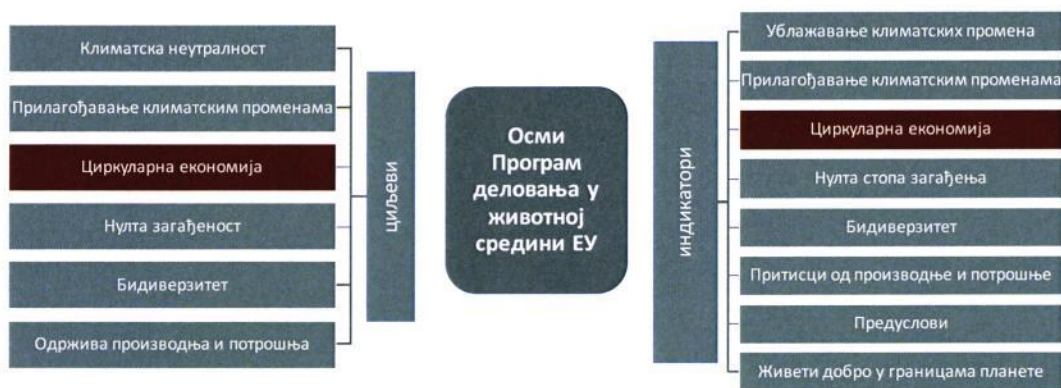 Климатска неутралност
Прилагођавање климатским променама
Циркуларна економија
Нулта загађеност
Бидиверзитет
Одржива производња и потрошња
циљеви
Осми
Програм
деловања у
животној
средини ЕУ
индикатори
Ублажавање климатских промена
Прилагођавање климатским променама
Циркуларна економија
Нулта стопа загађења
Бидиверзитет
Притисци од производње и потрошње
Предуслови
Живети добро у границама планете